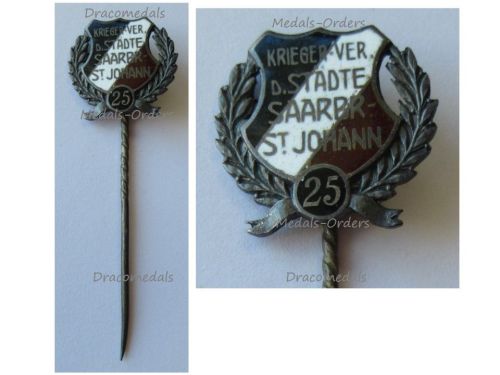 Dracomedals
KRIEGER-VER.
D. STÄDTE
SAARBR-
ST. JOHANN
25
Medals-Orders
Dracomedals
Medals-Orders
KRIEGER-VER.
D. STÄDTE
SAARBR-
ST. JOHANN
25
Medals-Orders
Dracomedals